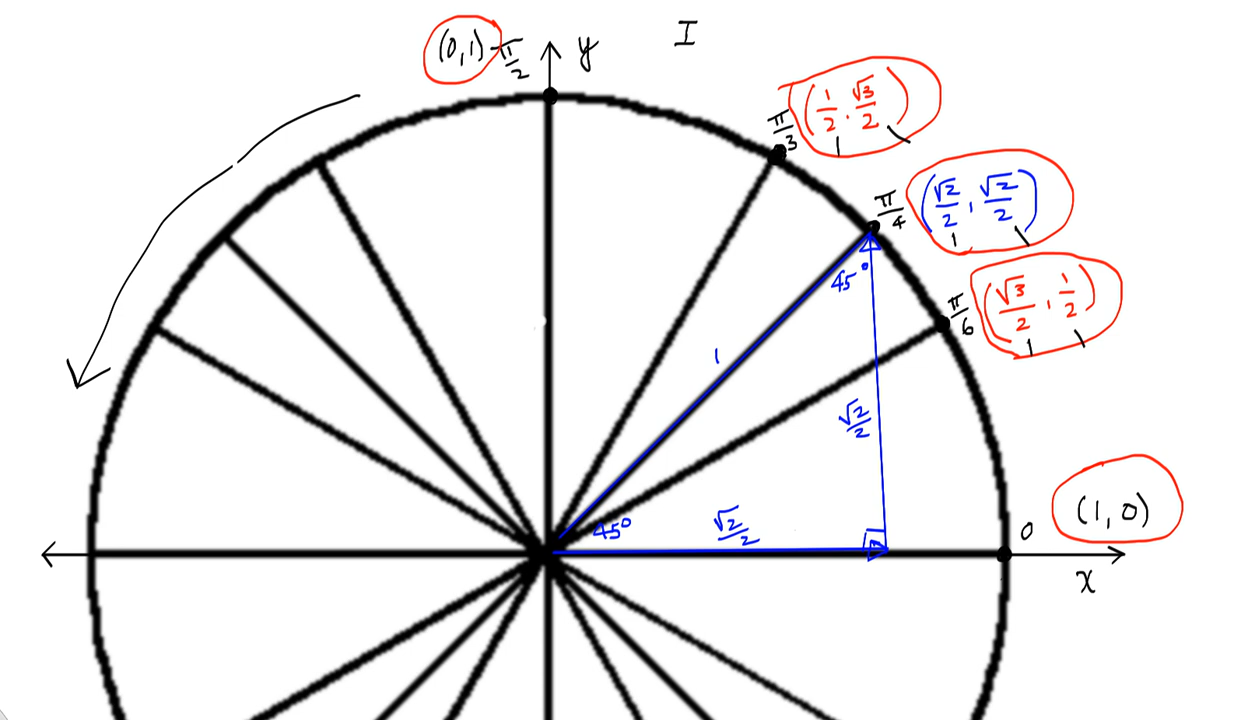 (0,1) π/2 y I
π/3 (1/2, √3/2)
π/4 (√2/2, √2/2)
45°
π/6 (√3/2, 1/2)
1
√2/2
45° √2/2
0 (1,0)
x